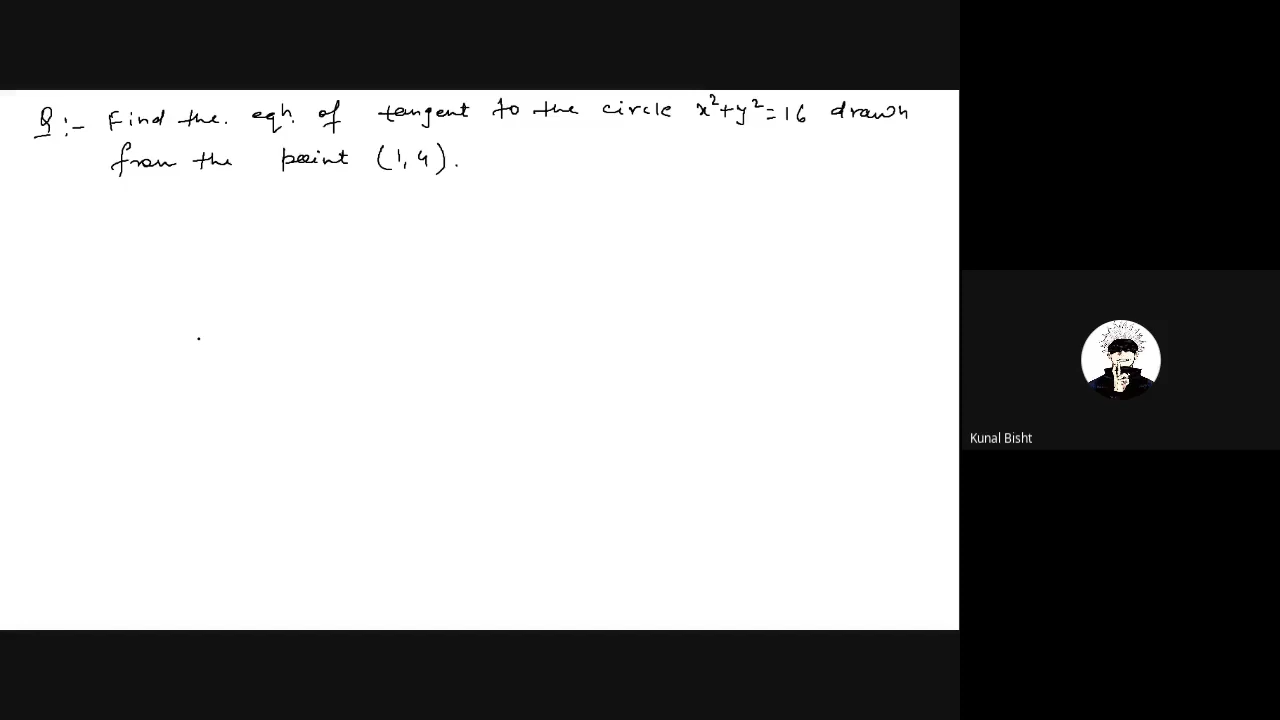 Q:- Find the. eqn. of tangent to the circle x²+y²=16 drawn
from the point (1,4).
Kunal Bisht